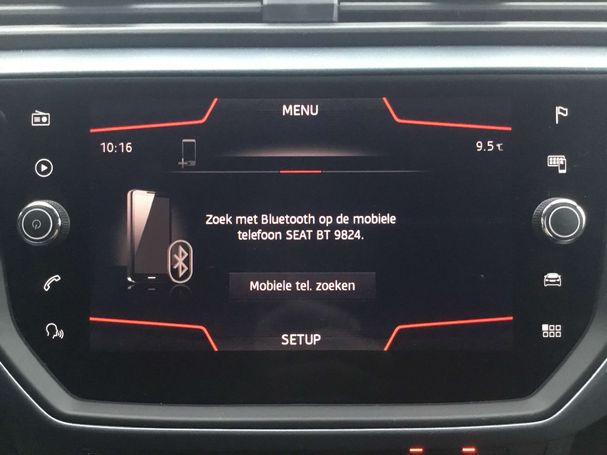 MENU
10:16
9.5℃
Zoek met Bluetooth op de mobiele
telefoon SEAT BT 9824.
Mobiele tel. zoeken
SETUP